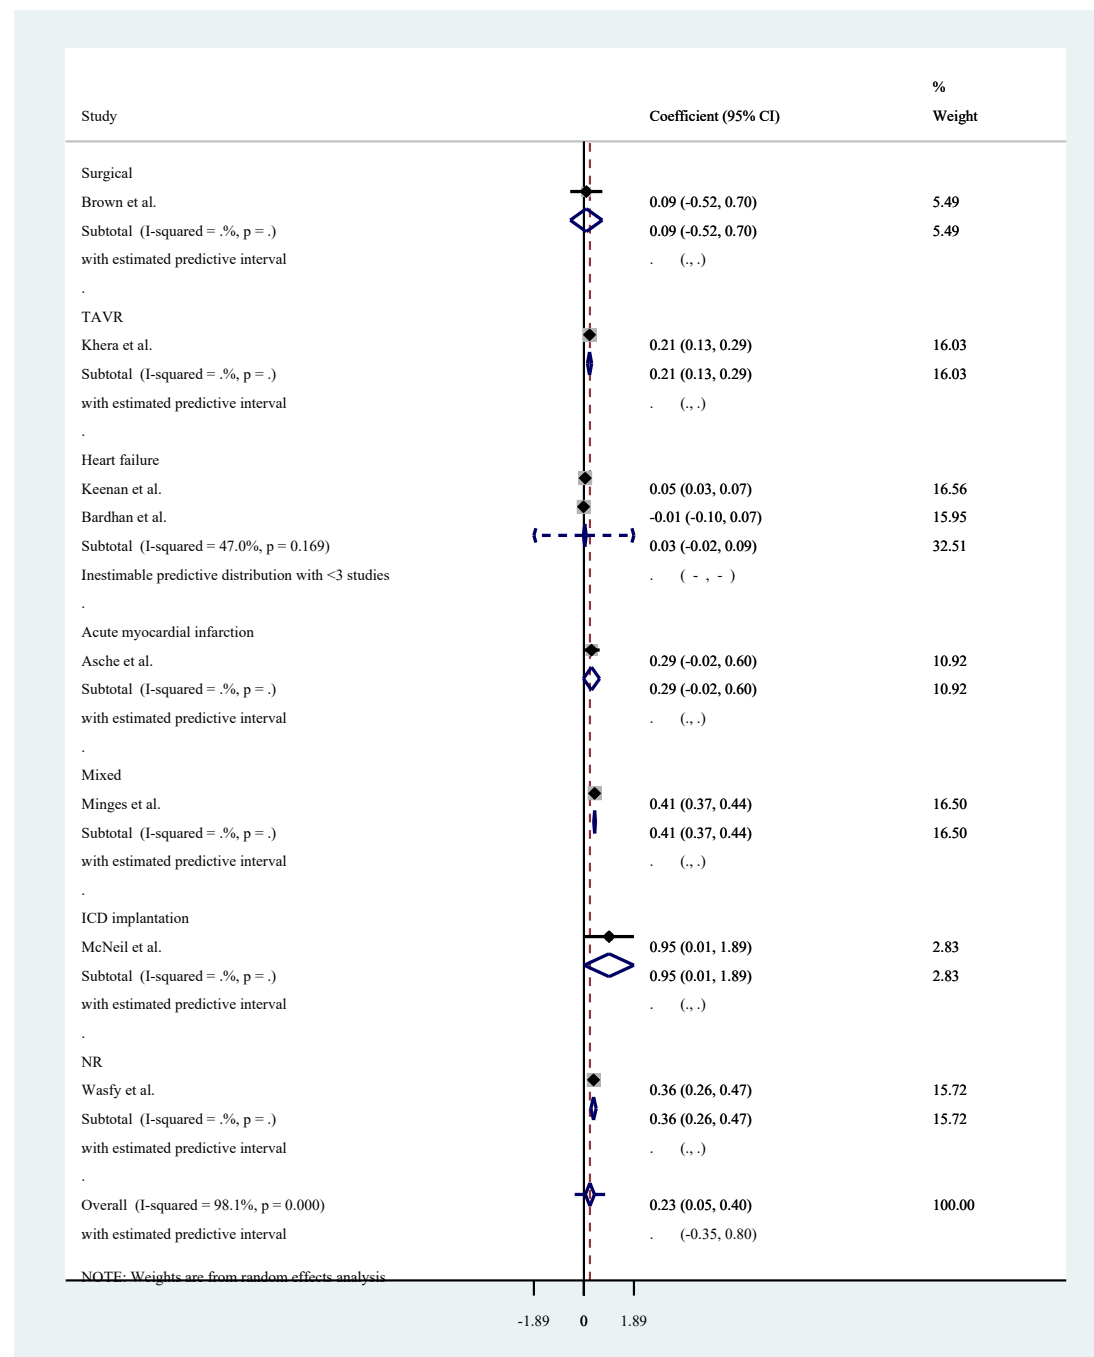 %
Study Coefficient (95% CI) Weight
Surgical
Brown et al. 0.09 (-0.52, 0.70) 5.49
Subtotal (I-squared = .%, p = .) 0.09 (-0.52, 0.70) 5.49
with estimated predictive interval . (., .)
.
TAVR
Khera et al. 0.21 (0.13, 0.29) 16.03
Subtotal (I-squared = .%, p = .) 0.21 (0.13, 0.29) 16.03
with estimated predictive interval . (., .)
.
Heart failure
Keenan et al. 0.05 (0.03, 0.07) 16.56
Bardhan et al. -0.01 (-0.10, 0.07) 15.95
Subtotal (I-squared = 47.0%, p = 0.169) 0.03 (-0.02, 0.09) 32.51
Inestimable predictive distribution with <3 studies . ( - , - )
.
Acute myocardial infarction
Asche et al. 0.29 (-0.02, 0.60) 10.92
Subtotal (I-squared = .%, p = .) 0.29 (-0.02, 0.60) 10.92
with estimated predictive interval . (., .)
.
Mixed
Minges et al. 0.41 (0.37, 0.44) 16.50
Subtotal (I-squared = .%, p = .) 0.41 (0.37, 0.44) 16.50
with estimated predictive interval . (., .)
.
ICD implantation
McNeil et al. 0.95 (0.01, 1.89) 2.83
Subtotal (I-squared = .%, p = .) 0.95 (0.01, 1.89) 2.83
with estimated predictive interval . (., .)
.
NR
Wasfy et al. 0.36 (0.26, 0.47) 15.72
Subtotal (I-squared = .%, p = .) 0.36 (0.26, 0.47) 15.72
with estimated predictive interval . (., .)
.
Overall (I-squared = 98.1%, p = 0.000) 0.23 (0.05, 0.40) 100.00
with estimated predictive interval . (-0.35, 0.80)
NOTE: Weights are from random effects analysis
-1.89 0 1.89